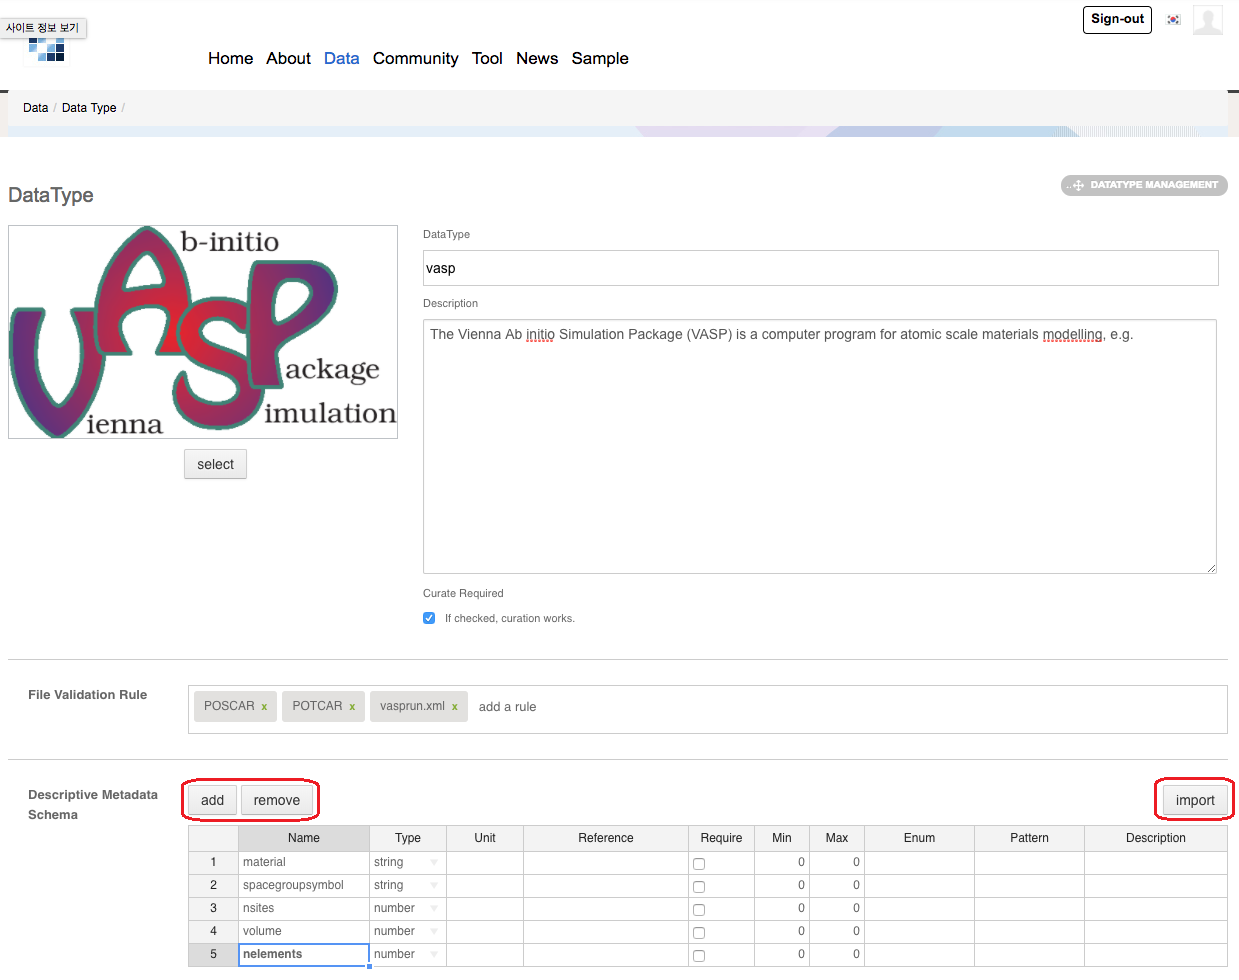 사이트 정보 보기
Sign-out
Home About Data Community Tool News Sample
Data / Data Type /
DataType
DATATYPE MANAGEMENT
b-initio
VASP
ackage
imulation
ienna
select
DataType
vasp
Description
The Vienna Ab initio Simulation Package (VASP) is a computer program for atomic scale materials modelling, e.g.
Curate Required
If checked, curation works.
File Validation Rule
POSCAR x POTCAR x vasprun.xml x add a rule
Descriptive Metadata
Schema
add remove import
Name Type Unit Reference Require Min Max Enum Pattern Description
1 material string 0 0
2 spacegroupsymbol string 0 0
3 nsites number 0 0
4 volume number 0 0
5 nelements number 0 0